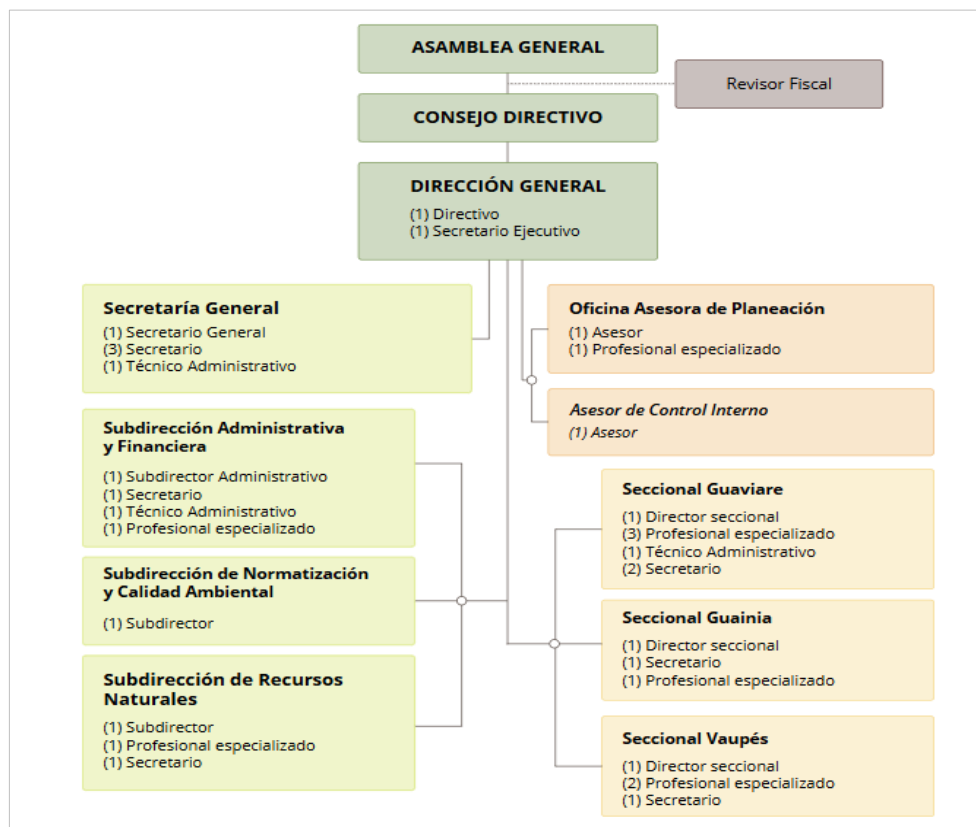 ASAMBLEA GENERAL
Revisor Fiscal
CONSEJO DIRECTIVO
DIRECCIÓN GENERAL
(1) Directivo
(1) Secretario Ejecutivo
Secretaría General
(1) Secretario General
(3) Secretario
(1) Técnico Administrativo
Oficina Asesora de Planeación
(1) Asesor
(1) Profesional especializado
Asesor de Control Interno
(1) Asesor
Subdirección Administrativa
y Financiera
(1) Subdirector Administrativo
(1) Secretario
(1) Técnico Administrativo
(1) Profesional especializado
Subdirección de Normatización
y Calidad Ambiental
(1) Subdirector
Subdirección de Recursos
Naturales
(1) Subdirector
(1) Profesional especializado
(1) Secretario
Seccional Guaviare
(1) Director seccional
(3) Profesional especializado
(1) Técnico Administrativo
(2) Secretario
Seccional Guainia
(1) Director seccional
(1) Secretario
(1) Profesional especializado
Seccional Vaupés
(1) Director seccional
(2) Profesional especializado
(1) Secretario